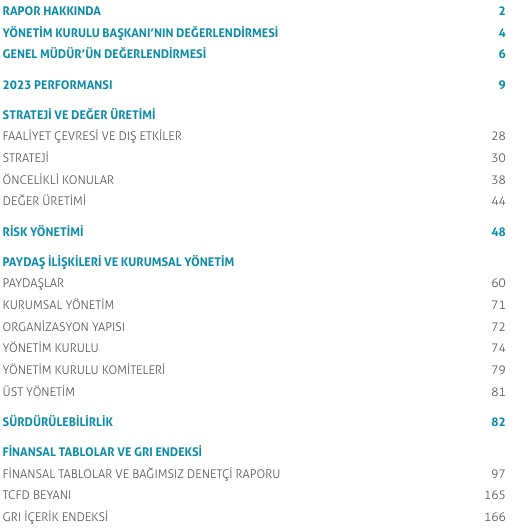 RAPOR HAKKINDA 2
YÖNETİM KURULU BAŞKANI'NIN DEĞERLENDİRMESİ 4
GENEL MÜDÜR'ÜN DEĞERLENDİRMESİ 6
2023 PERFORMANSI 9
STRATEJİ VE DEĞER ÜRETİMİ
FAALİYET ÇEVRESİ VE DIŞ ETKİLER 28
STRATEJİ 30
ÖNCELİKLİ KONULAR 38
DEĞER ÜRETİMİ 44
RİSK YÖNETİMİ 48
PAYDAŞ İLİŞKİLERİ VE KURUMSAL YÖNETİM
PAYDAŞLAR 60
KURUMSAL YÖNETİM 71
ORGANİZASYON YAPISI 72
YÖNETİM KURULU 74
YÖNETİM KURULU KOMİTELERİ 79
ÜST YÖNETİM 81
SÜRDÜRÜLEBİLİRLİK 82
FİNANSAL TABLOLAR VE GRI ENDEKSİ
FİNANSAL TABLOLAR VE BAĞIMSIZ DENETÇİ RAPORU 97
TCFD BEYANI 165
GRI İÇERİK ENDEKSİ 166